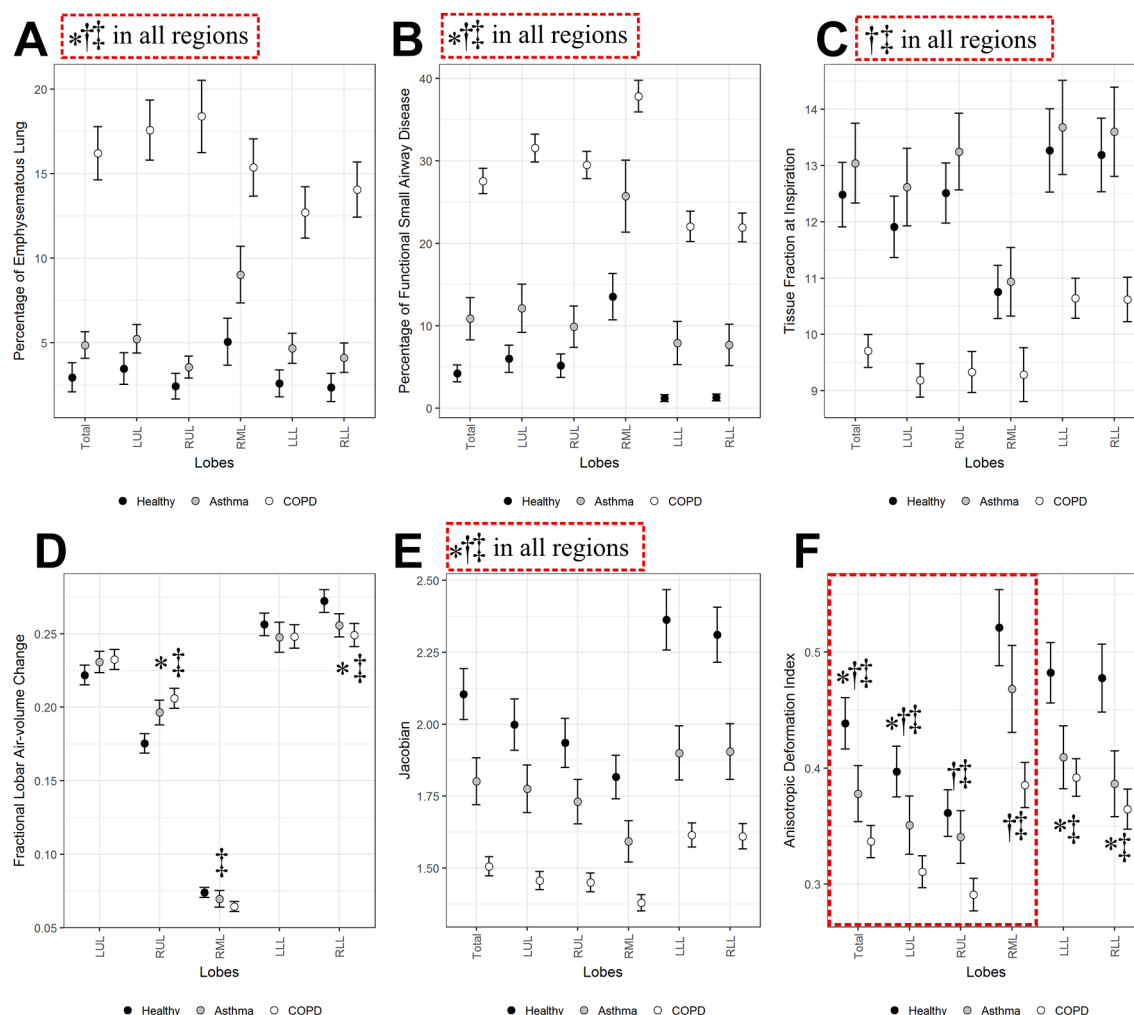 A
*†‡ in all regions
Percentage of Emphysematous Lung
20
15
10
5
Total
LUL
RUL
RML
LLL
RLL
Lobes
Healthy Asthma COPD
B
*†‡ in all regions
Percentage of Functional Small Airway Disease
40
30
20
10
0
Total
LUL
RUL
RML
LLL
RLL
Lobes
Healthy Asthma COPD
C
†‡ in all regions
Tissue Fraction at Inspiration
14
13
12
11
10
9
Total
LUL
RUL
RML
LLL
RLL
Lobes
Healthy Asthma COPD
D
Fractional Lobar Air-volume Change
0.25
0.20
0.15
0.10
0.05
*‡
‡
*‡
LUL
RUL
RML
LLL
RLL
Lobes
Healthy Asthma COPD
E
*†‡ in all regions
Jacobian
2.50
2.25
2.00
1.75
1.50
Total
LUL
RUL
RML
LLL
RLL
Lobes
Healthy Asthma COPD
F
Anisotropic Deformation Index
0.5
0.4
0.3
*†‡
*†‡
†‡
†‡
*‡
*‡
Total
LUL
RUL
RML
LLL
RLL
Lobes
Healthy Asthma COPD